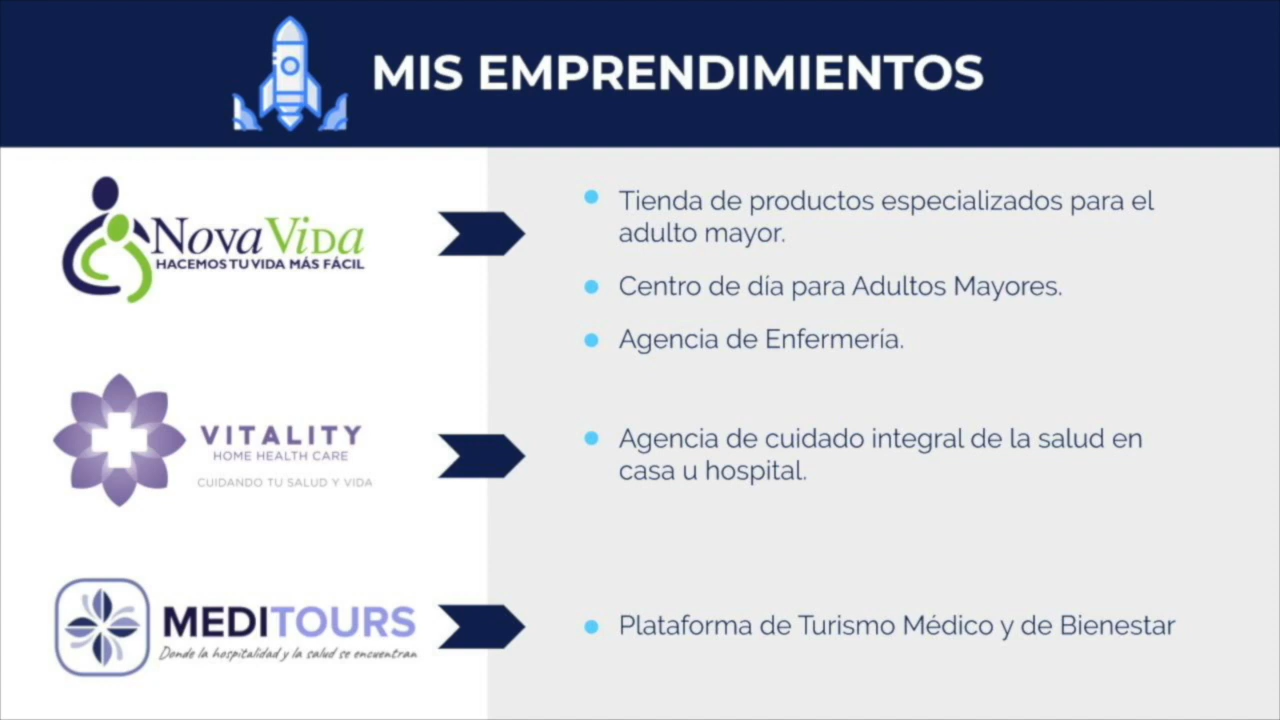 MIS EMPRENDIMIENTOS
NovaViDa
HACEMOS TU VIDA MÁS FÁCIL
Tienda de productos especializados para el
adulto mayor.
Centro de día para Adultos Mayores.
Agencia de Enfermería.
VITALITY
HOME HEALTH CARE
CUIDANDO TU SALUD Y VIDA
Agencia de cuidado integral de la salud en
casa u hospital.
MEDITOURS
Donde la hospitalidad y la salud se encuentran
Plataforma de Turismo Médico y de Bienestar